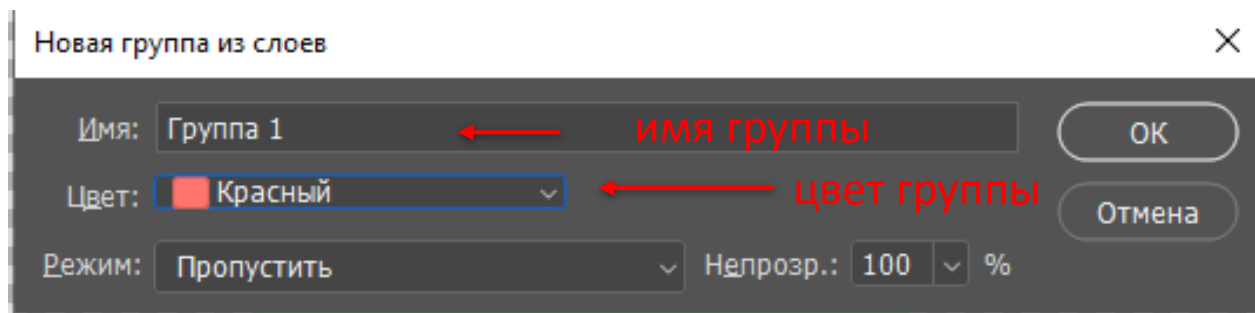 Новая группа из слоев
Имя: Группа 1 имя группы
OK
Цвет: Красный цвет группы
Отмена
Режим: Пропустить Непрозр.: 100 %